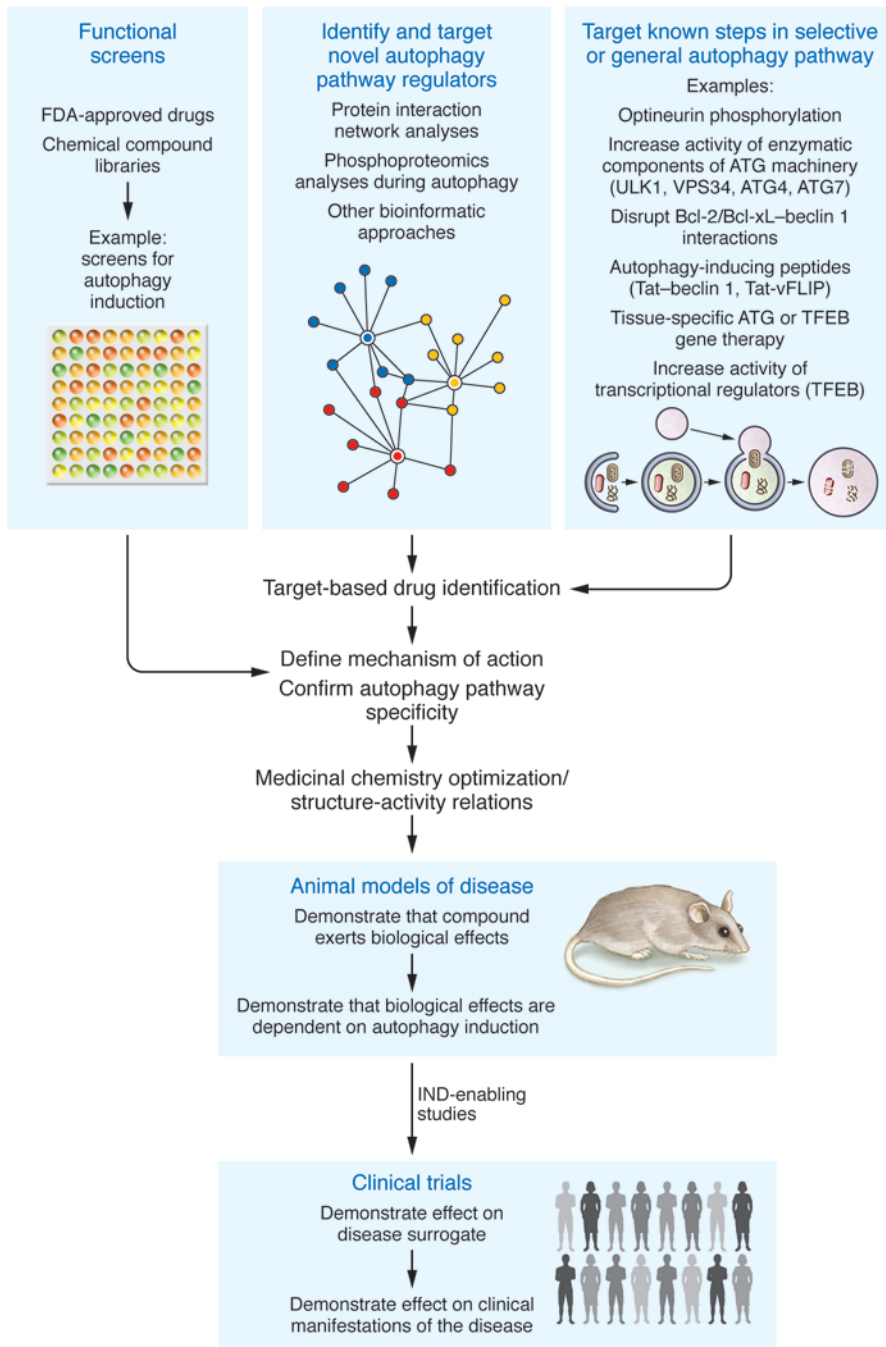 Functional
screens
FDA-approved drugs
Chemical compound
libraries
Example:
screens for
autophagy
induction
Identify and target
novel autophagy
pathway regulators
Protein interaction
network analyses
Phosphoproteomics
analyses during autophagy
Other bioinformatic
approaches
Target known steps in selective
or general autophagy pathway
Examples:
Optineurin phosphorylation
Increase activity of enzymatic
components of ATG machinery
(ULK1, VPS34, ATG4, ATG7)
Disrupt Bcl-2/Bcl-xL–beclin 1
interactions
Autophagy-inducing peptides
(Tat–beclin 1, Tat-vFLIP)
Tissue-specific ATG or TFEB
gene therapy
Increase activity of
transcriptional regulators (TFEB)
Target-based drug identification
Define mechanism of action
Confirm autophagy pathway
specificity
Medicinal chemistry optimization/
structure-activity relations
Animal models of disease
Demonstrate that compound
exerts biological effects
Demonstrate that biological effects are
dependent on autophagy induction
IND-enabling
studies
Clinical trials
Demonstrate effect on
disease surrogate
Demonstrate effect on clinical
manifestations of the disease